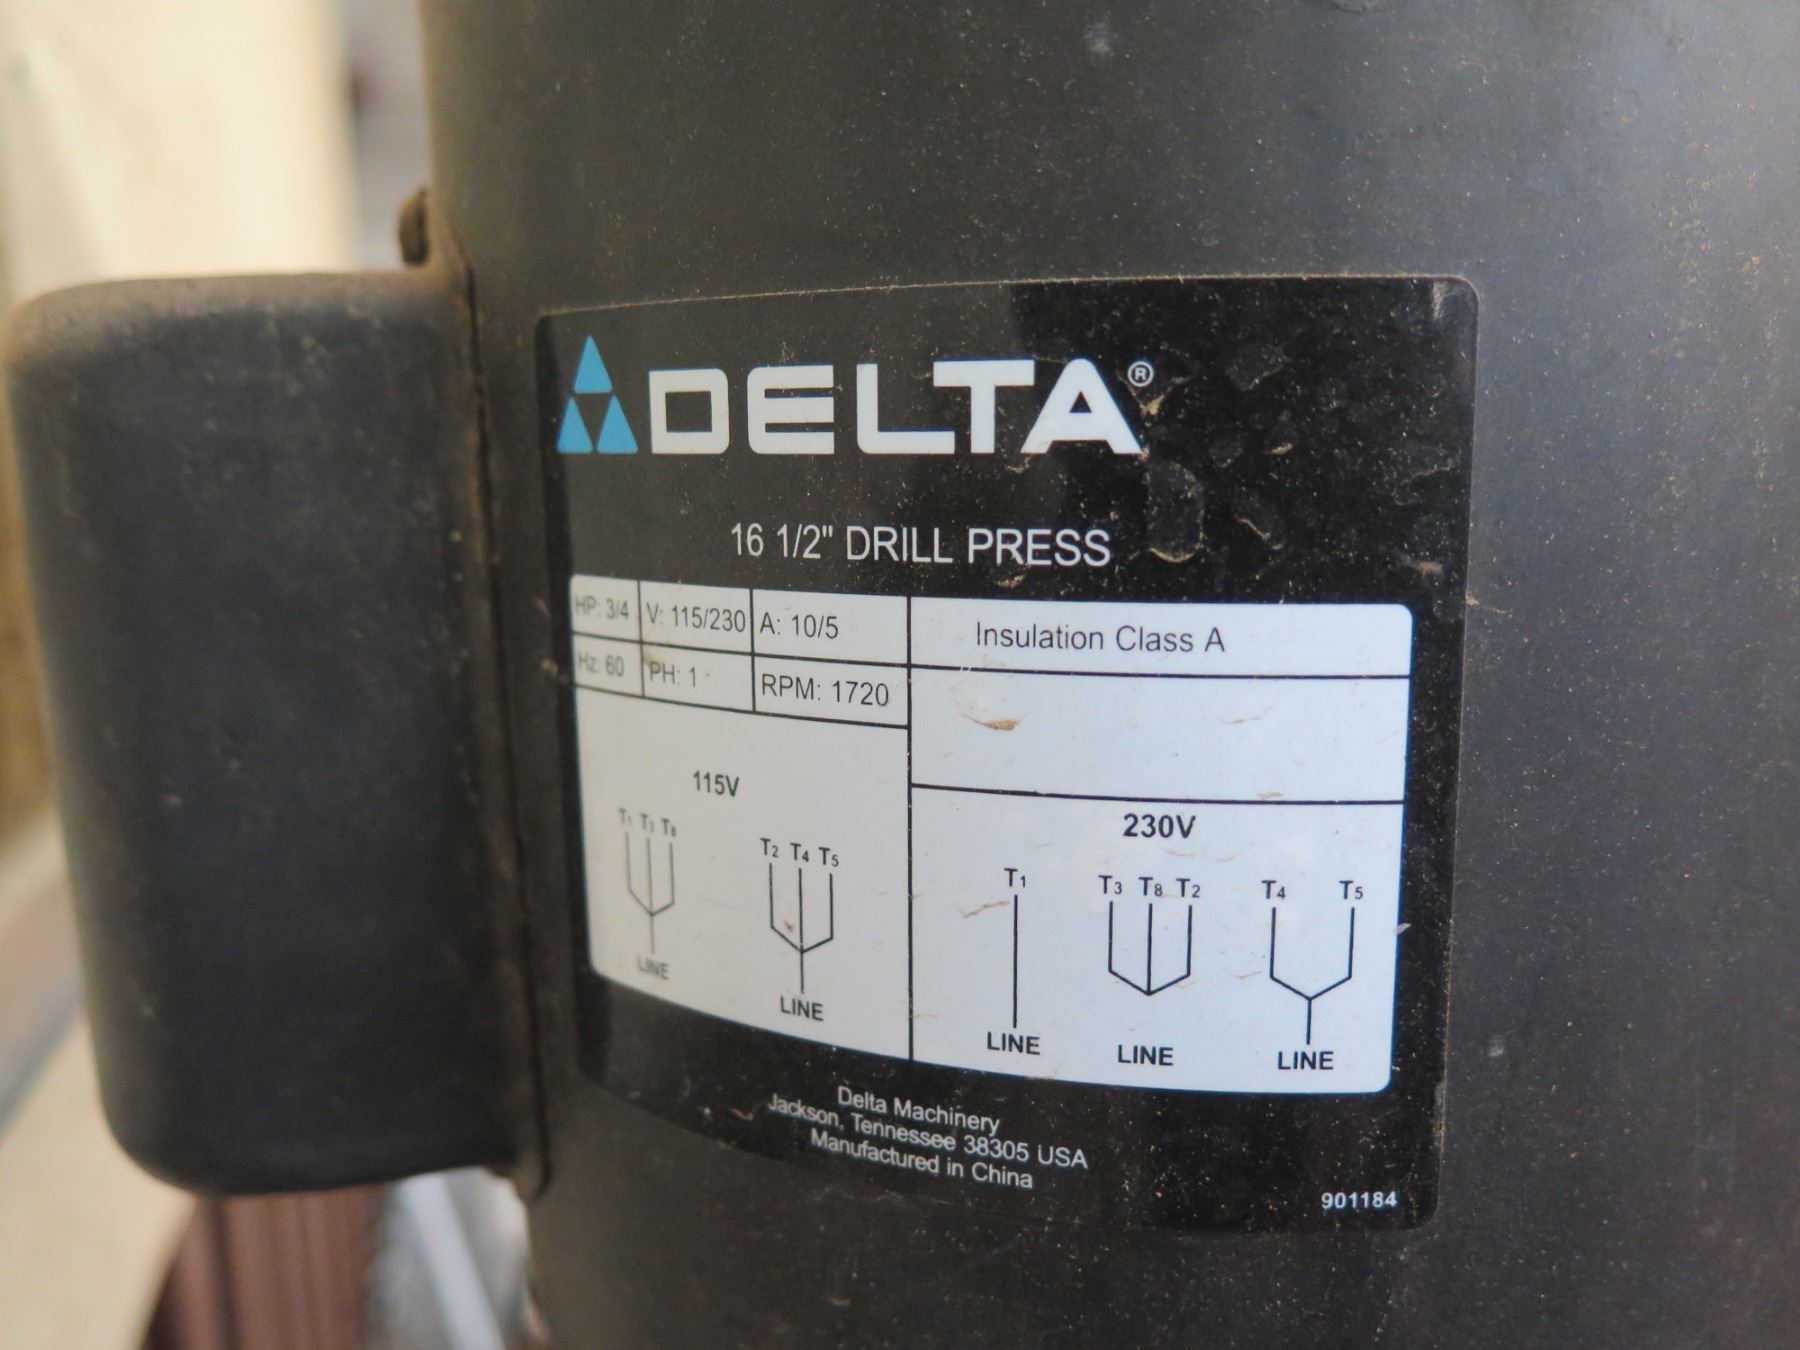 DELTA®
16 1/2" DRILL PRESS
HP: 3/4 V: 115/230 A: 10/5 Insulation Class A
Hz: 60 PH: 1 RPM: 1720
115V
T1 T3 T8
LINE
T2 T4 T5
LINE
230V
T1
LINE
T3 T8 T2
LINE
T4 T5
LINE
Delta Machinery
Jackson, Tennessee 38305 USA
Manufactured in China
901184